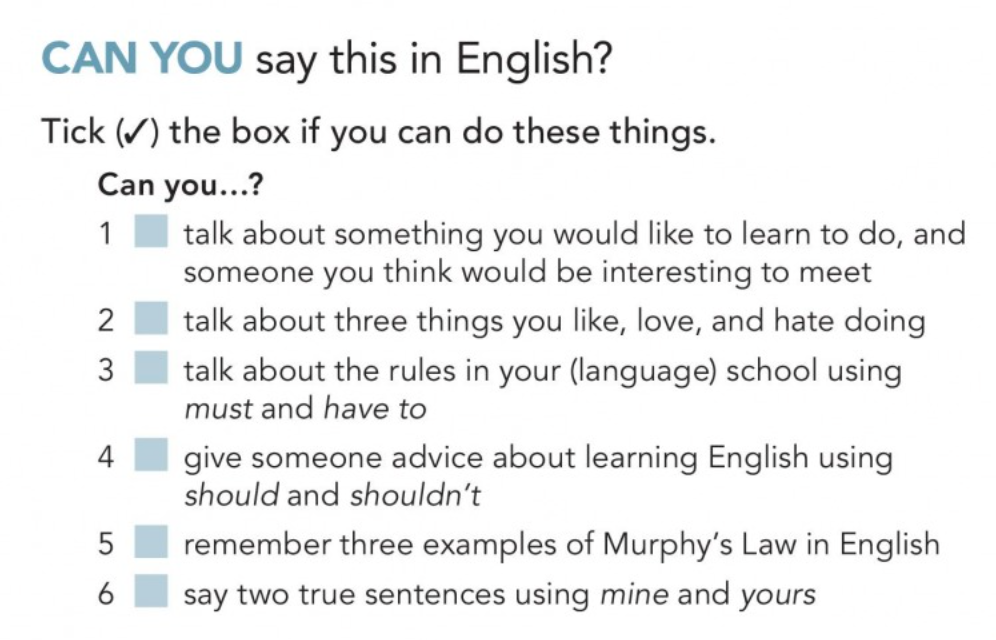 CAN YOU say this in English?
Tick (✓) the box if you can do these things.
Can you...?
1 talk about something you would like to learn to do, and
someone you think would be interesting to meet
2 talk about three things you like, love, and hate doing
3 talk about the rules in your (language) school using
must and have to
4 give someone advice about learning English using
should and shouldn't
5 remember three examples of Murphy's Law in English
6 say two true sentences using mine and yours